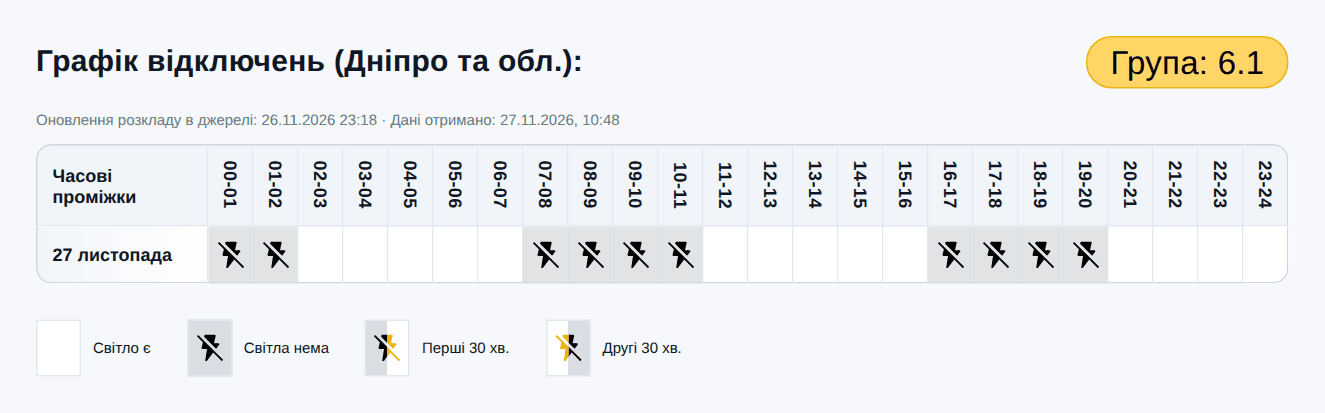 Графік відключень (Дніпро та обл.):
Група: 6.1
Оновлення розкладу в джерелі: 26.11.2026 23:18 · Дані отримано: 27.11.2026, 10:48
Часові
проміжки
00-01
01-02
02-03
03-04
04-05
05-06
06-07
07-08
08-09
09-10
10-11
11-12
12-13
13-14
14-15
15-16
16-17
17-18
18-19
19-20
20-21
21-22
22-23
23-24
27 листопада
Світло є
Світла нема
Перші 30 хв.
Другі 30 хв.